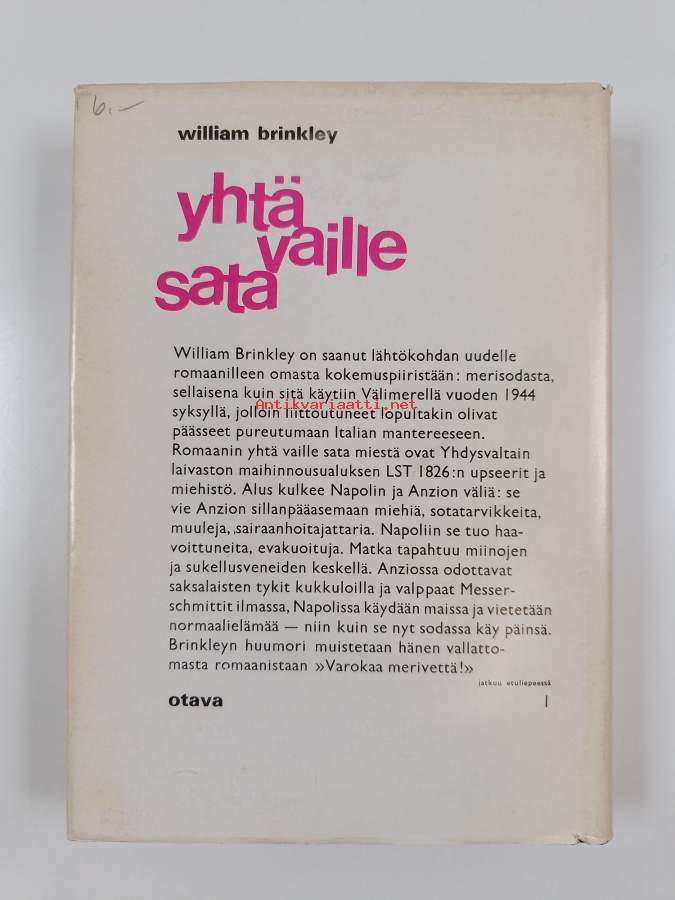 6.–
william brinkley
yhtä
vaille
sata
William Brinkley on saanut lähtökohdan uudelle
romaanilleen omasta kokemuspiiristään: merisodasta,
sellaisena kuin sitä käytiin Välimerellä vuoden 1944
Antikvariaatti.net
syksyllä, jolloin liittoutuneet lopultakin olivat
päässeet pureutumaan Italian mantereeseen.
Romaanin yhtä vaille sata miestä ovat Yhdysvaltain
laivaston maihinnousualuksen LST 1826:n upseerit ja
miehistö. Alus kulkee Napolin ja Anzion väliä: se
vie Anzion sillanpääasemaan miehiä, sotatarvikkeita,
muuleja, sairaanhoitajattaria. Napoliin se tuo haa-
voittuneita, evakuoituja. Matka tapahtuu miinojen
ja sukellusveneiden keskellä. Anziossa odottavat
saksalaisten tykit kukkuloilla ja valppaat Messer-
schmittit ilmassa, Napolissa käydään maissa ja vietetään
normaalielämää — niin kuin se nyt sodassa käy päinsä.
Brinkleyn huumori muistetaan hänen vallatto-
masta romaanistaan »Varokaa merivettä!»
jatkuu etuliepeessä
otava
1